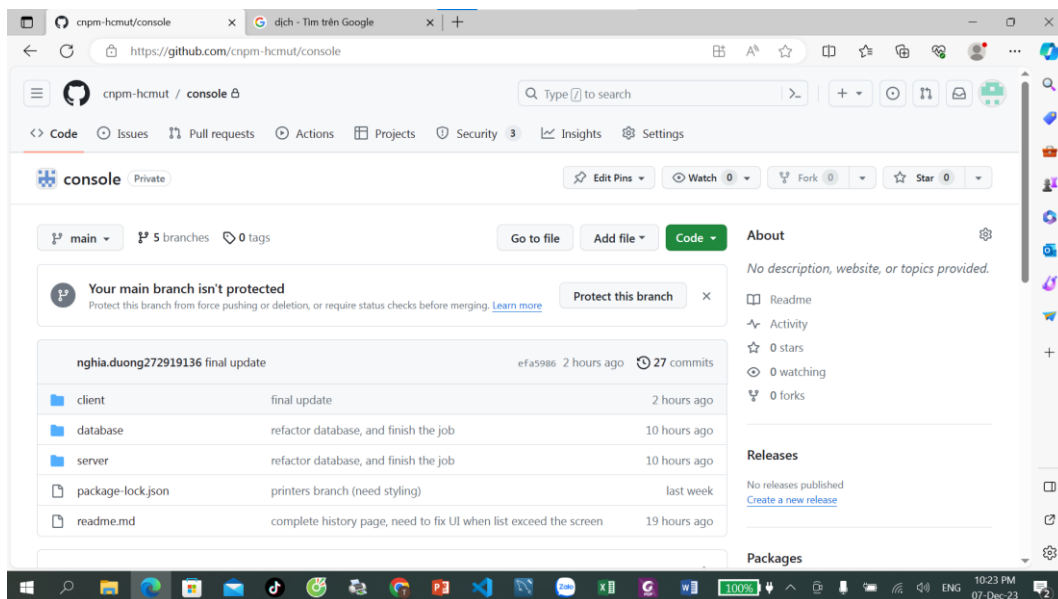 cnpm-hcmut/console
dịch - Tìm trên Google
https://github.com/cnpm-hcmut/console
cnpm-hcmut / console
Type / to search
Code
Issues
Pull requests
Actions
Projects
Security 3
Insights
Settings
console Private
Edit Pins
Watch 0
Fork 0
Star 0
main
5 branches
0 tags
Go to file
Add file
Code
Your main branch isn't protected
Protect this branch from force pushing or deletion, or require status checks before merging. Learn more
Protect this branch
nghia.duong272919136 final update
efa5986 2 hours ago 27 commits
client final update 2 hours ago
database refactor database, and finish the job 10 hours ago
server refactor database, and finish the job 10 hours ago
package-lock.json printers branch (need styling) last week
readme.md complete history page, need to fix UI when list exceed the screen 19 hours ago
About
No description, website, or topics provided.
Readme
Activity
0 stars
0 watching
0 forks
Releases
No releases published
Create a new release
Packages
Zalo
100%
ENG
10:23 PM
07-Dec-23
2